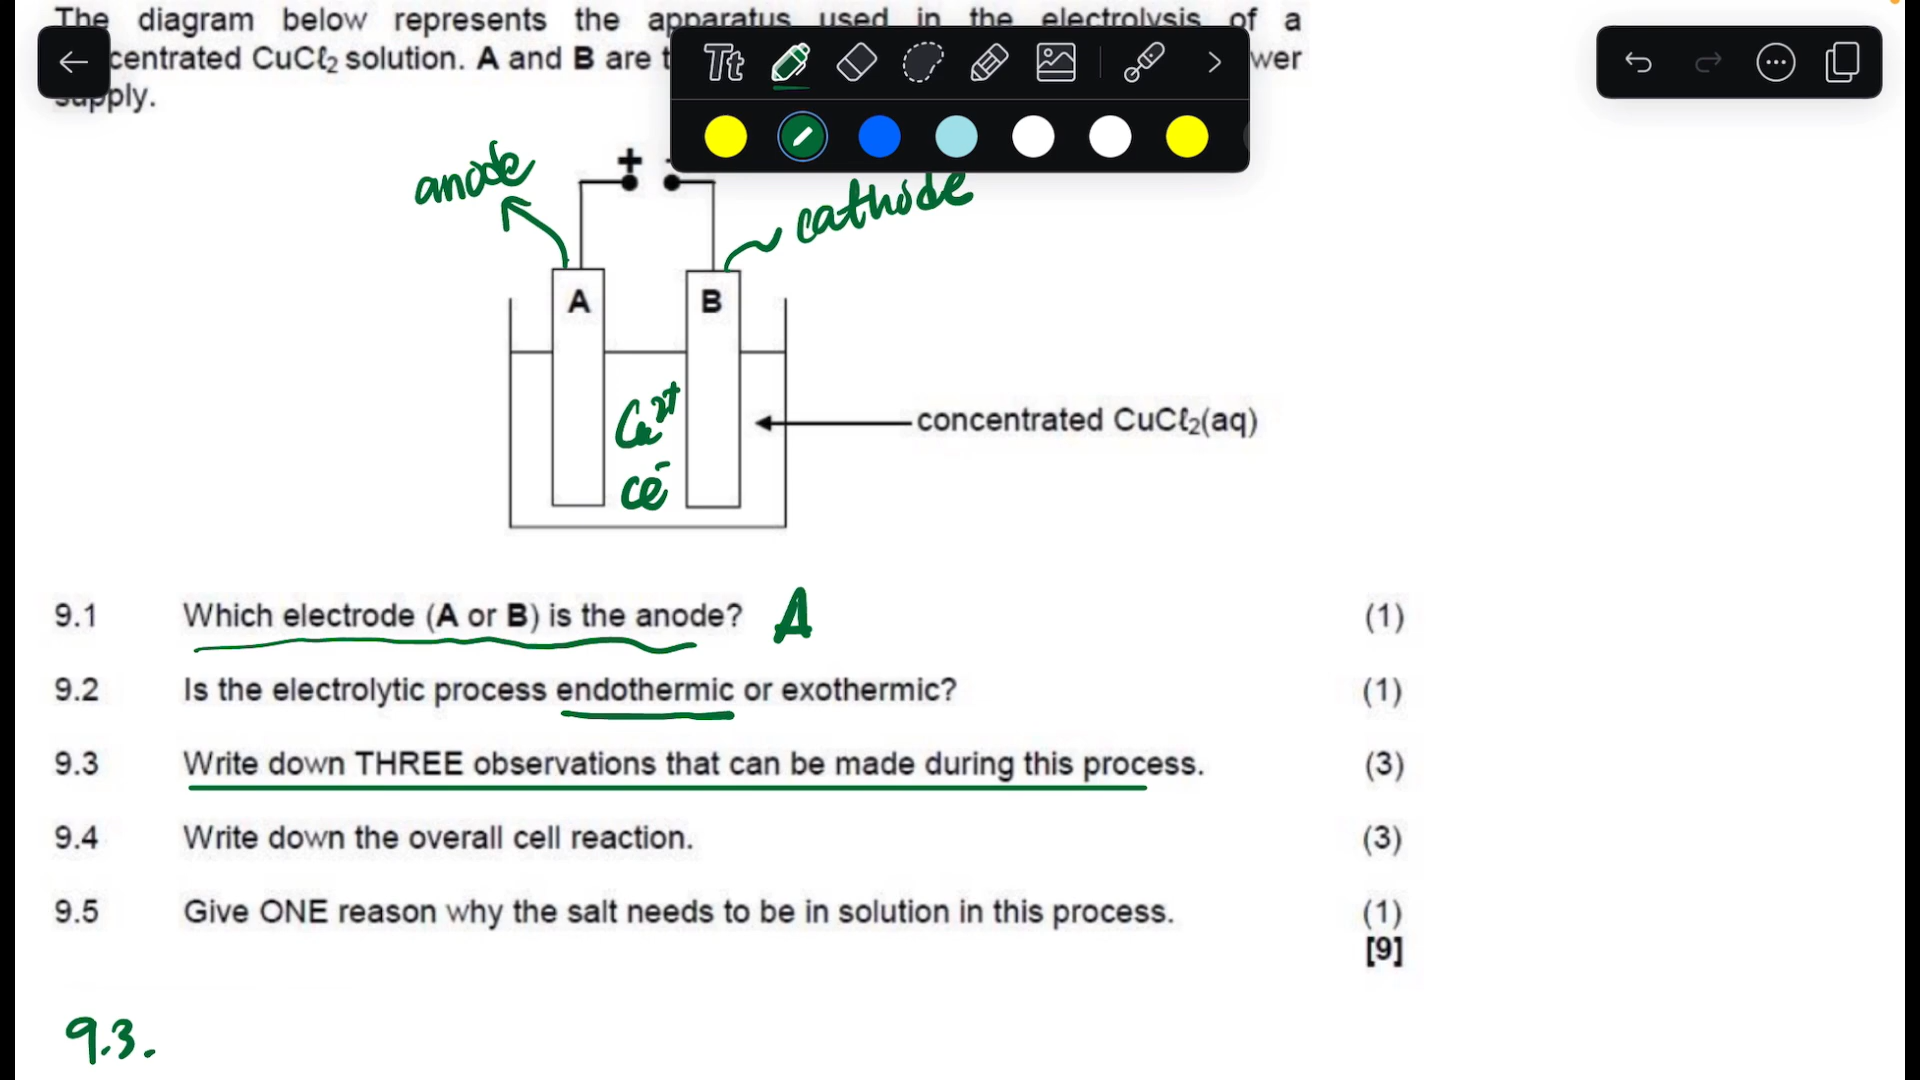 The diagram below represents the apparatus used in the electrolysis of a
centrated CuCℓ₂ solution. A and B are t wer
supply.
Tt
anode
+
cathode
A
B
Cu²⁺
Cℓ⁻
concentrated CuCℓ₂(aq)
9.1 Which electrode (A or B) is the anode? A (1)
9.2 Is the electrolytic process endothermic or exothermic? (1)
9.3 Write down THREE observations that can be made during this process. (3)
9.4 Write down the overall cell reaction. (3)
9.5 Give ONE reason why the salt needs to be in solution in this process. (1)
[9]
9.3.